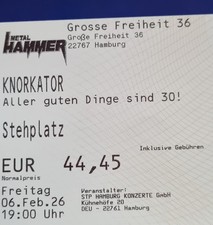 METAL
HAMMER
Grosse Freiheit 36
Große Freiheit 36
22767 Hamburg
KNORKATOR
Aller guten Dinge sind 30!
Stehplatz
Inklusive Gebühren
EUR 44,45
Normalpreis
Freitag
06.Feb.26
19:00 Uhr
Veranstalter:
STP HAMBURG KONZERTE GmbH
Kühnehöfe 20
DEU - 22761 Hamburg